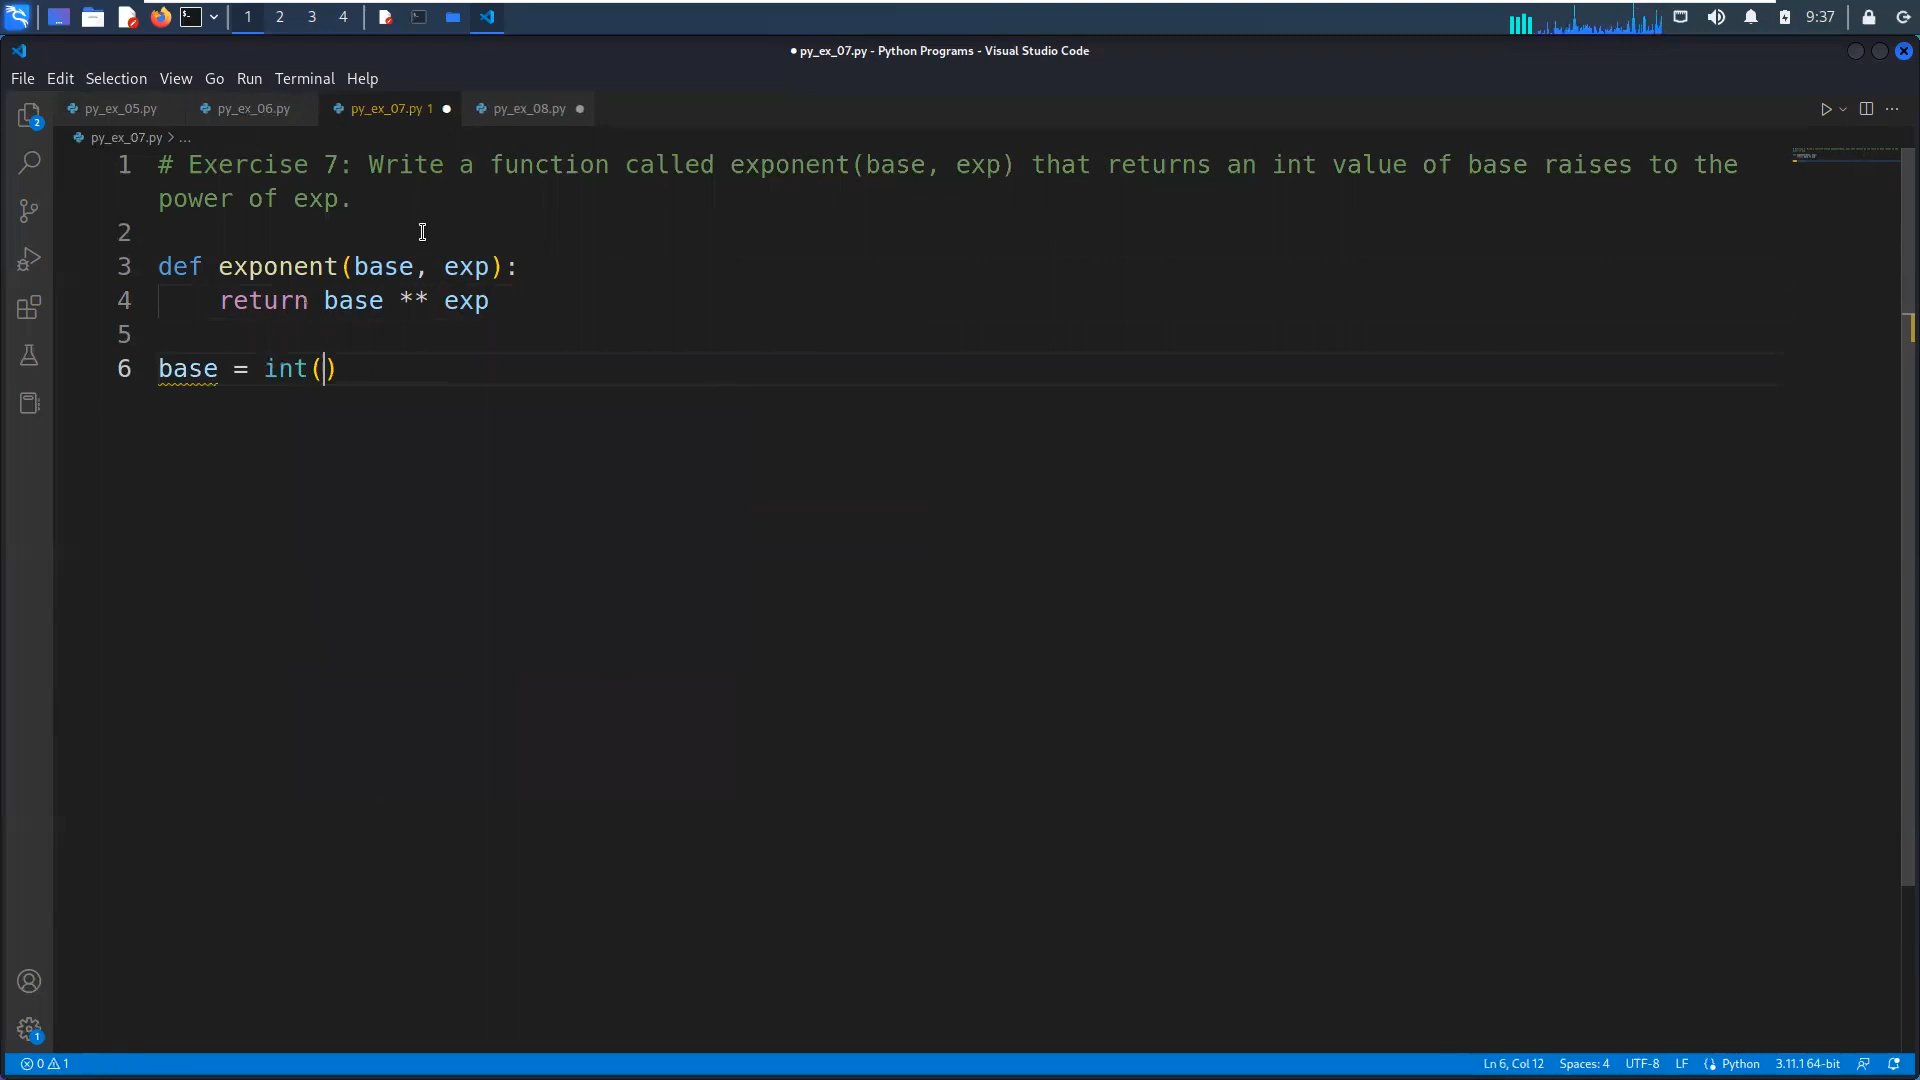 1 2 3 4 9:37
● py_ex_07.py - Python Programs - Visual Studio Code
File Edit Selection View Go Run Terminal Help
py_ex_05.py py_ex_06.py py_ex_07.py 1 ● py_ex_08.py ●
2
py_ex_07.py > ...
1 # Exercise 7: Write a function called exponent(base, exp) that returns an int value of base raises to the
power of exp.
2
3 def exponent(base, exp):
4 return base ** exp
5
6 base = int()
1
0 1 Ln 6, Col 12 Spaces: 4 UTF-8 LF Python 3.11.1 64-bit